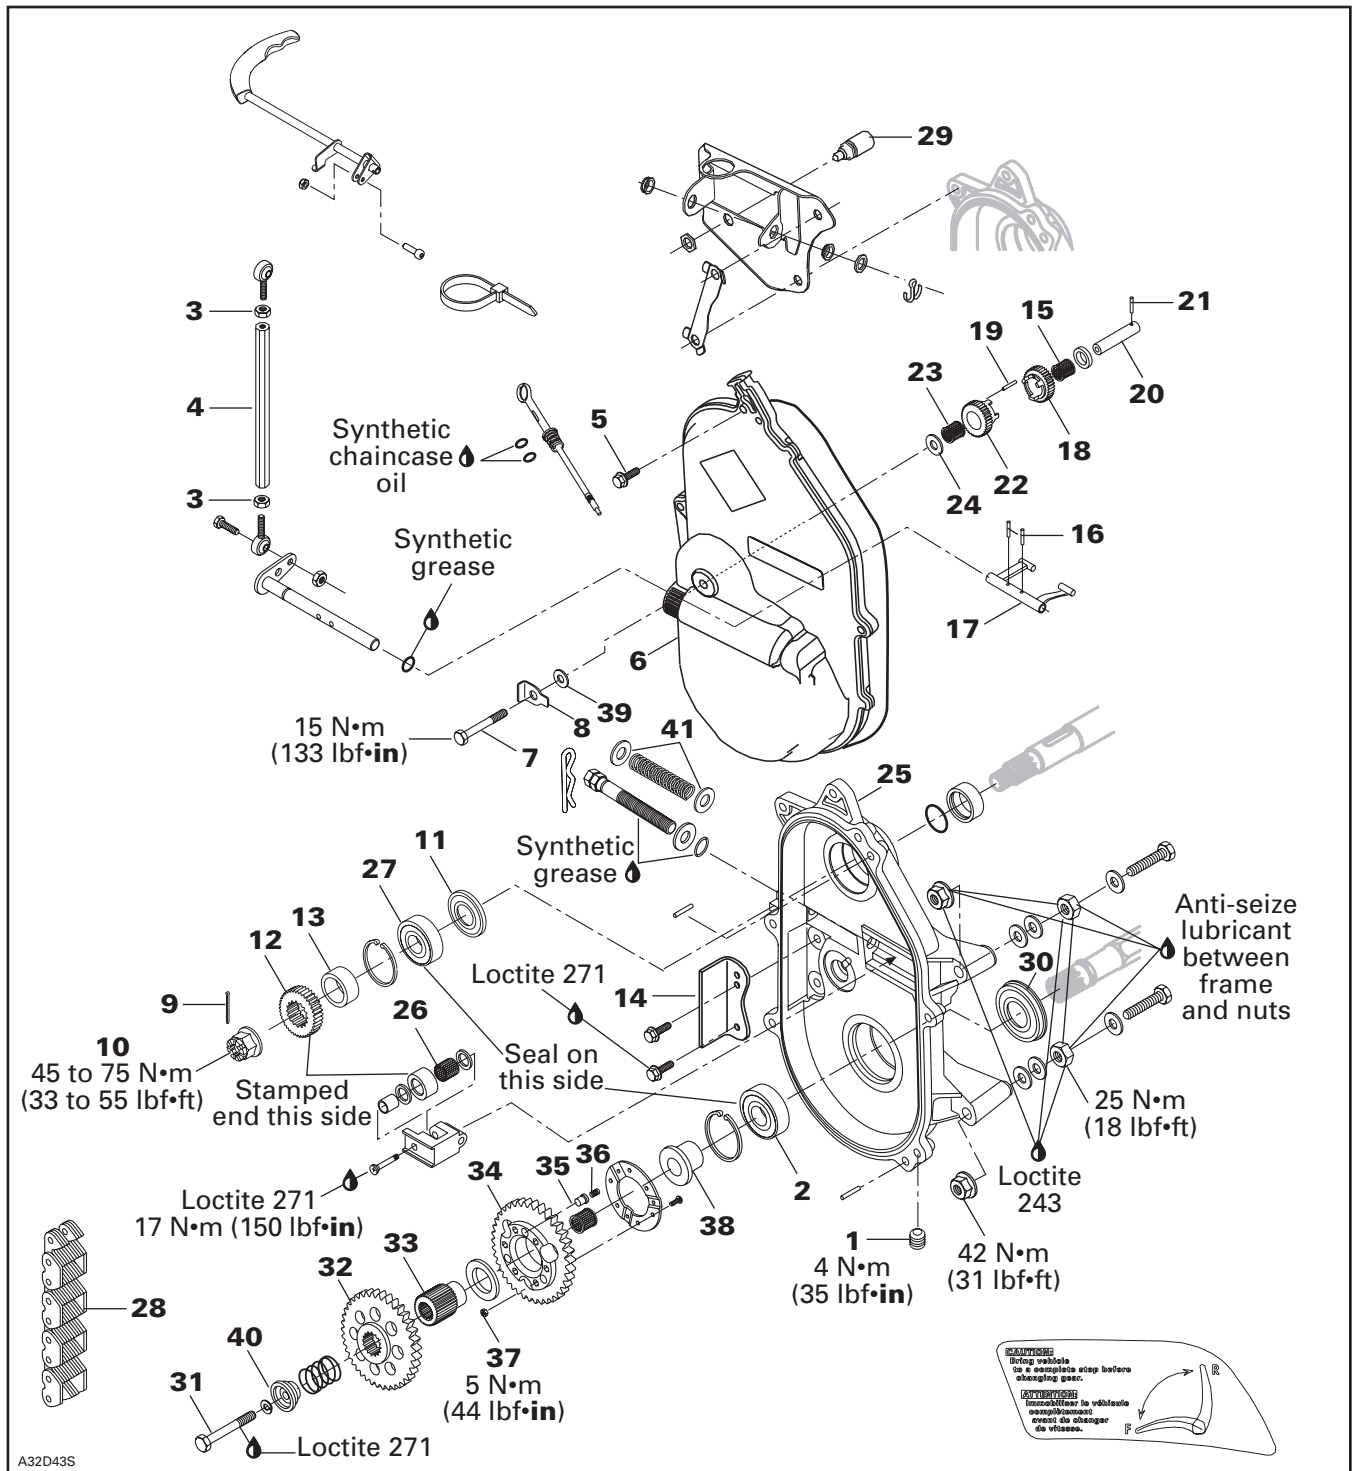 29
3
4
3
Synthetic
chaincase
oil
5
19
15
21
23
20
18
22
24
Synthetic
grease
16
17
6
39
8
15 N•m
(133 lbf•in)
7
41
25
11
Synthetic
grease
27
13
12
Loctite 271
14
30
Anti-seize
lubricant
between
frame
and nuts
9
26
10
45 to 75 N•m
(33 to 55 lbf•ft)
Stamped
end this side
Seal on
this side
25 N•m
(18 lbf•ft)
36
35
34
2
Loctite
243
Loctite 271
17 N•m (150 lbf•in)
38
33
1
4 N•m
(35 lbf•in)
42 N•m
(31 lbf•ft)
32
28
40
37
5 N•m
(44 lbf•in)
31
Loctite 271
CAUTION:
Bring vehicle
to a complete stop before
changing gear.
ATTENTION:
Immobiliser le véhicule
complètement
avant de changer
de vitesse.
R
F
A32D43S